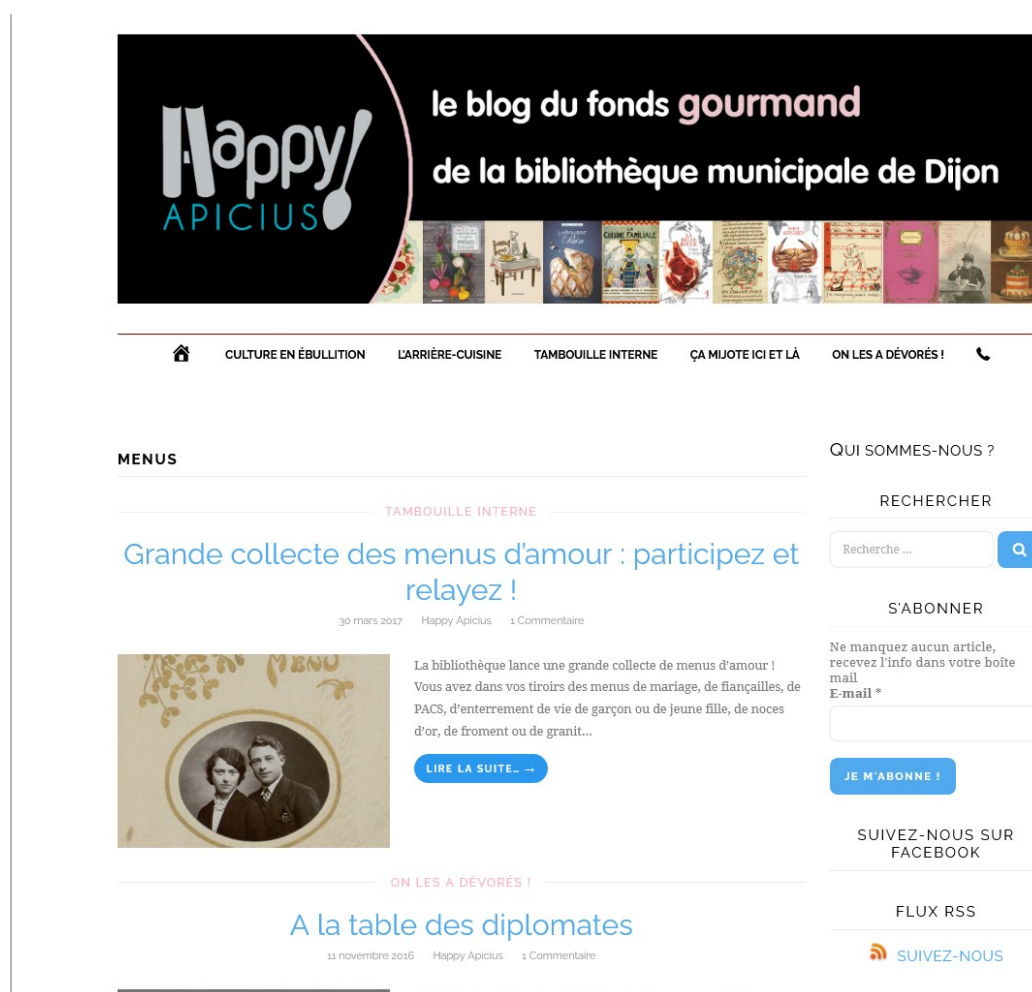 Happy!
APICIUS
le blog du fonds gourmand
de la bibliothèque municipale de Dijon
CULTURE EN ÉBULLITION
L'ARRIÈRE-CUISINE
TAMBOUILLE INTERNE
ÇA MIJOTE ICI ET LÀ
ON LES A DÉVORÉS !
MENUS
TAMBOUILLE INTERNE
Grande collecte des menus d'amour : participez et
relayez !
30 mars 2017 Happy Apicius 1 Commentaire
MENU
La bibliothèque lance une grande collecte de menus d'amour !
Vous avez dans vos tiroirs des menus de mariage, de fiançailles, de
PACS, d'enterrement de vie de garçon ou de jeune fille, de noces
d'or, de froment ou de granit…
LIRE LA SUITE… →
ON LES A DÉVORÉS !
A la table des diplomates
11 novembre 2016 Happy Apicius 1 Commentaire
QUI SOMMES-NOUS ?
RECHERCHER
Recherche ...
S'ABONNER
Ne manquez aucun article,
recevez l'info dans votre boîte
mail
E-mail *
JE M'ABONNE !
SUIVEZ-NOUS SUR
FACEBOOK
FLUX RSS
SUIVEZ-NOUS